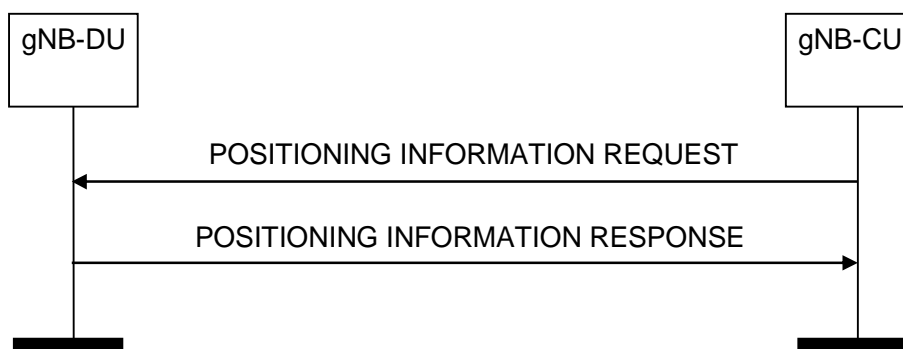 gNB-DU
gNB-CU
POSITIONING INFORMATION REQUEST
POSITIONING INFORMATION RESPONSE